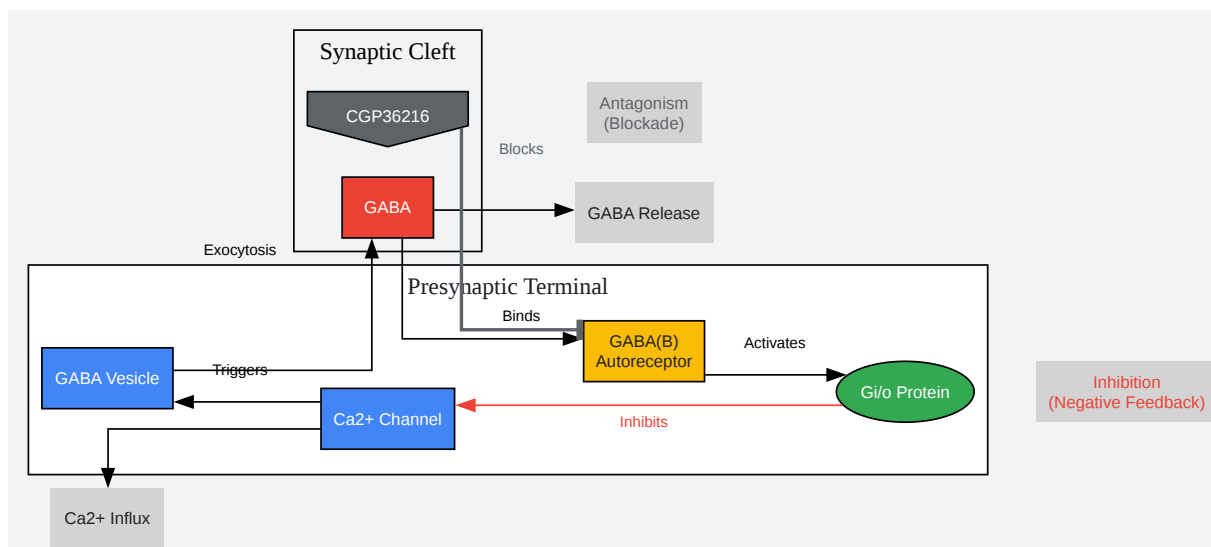 Synaptic Cleft
CGP36216
Antagonism
(Blockade)
Blocks
GABA
GABA Release
Exocytosis
Presynaptic Terminal
Binds
GABA(B)
Autoreceptor
Activates
GABA Vesicle
Triggers
Gi/o Protein
Inhibition
(Negative Feedback)
Ca2+ Channel
Inhibits
Ca2+ Influx